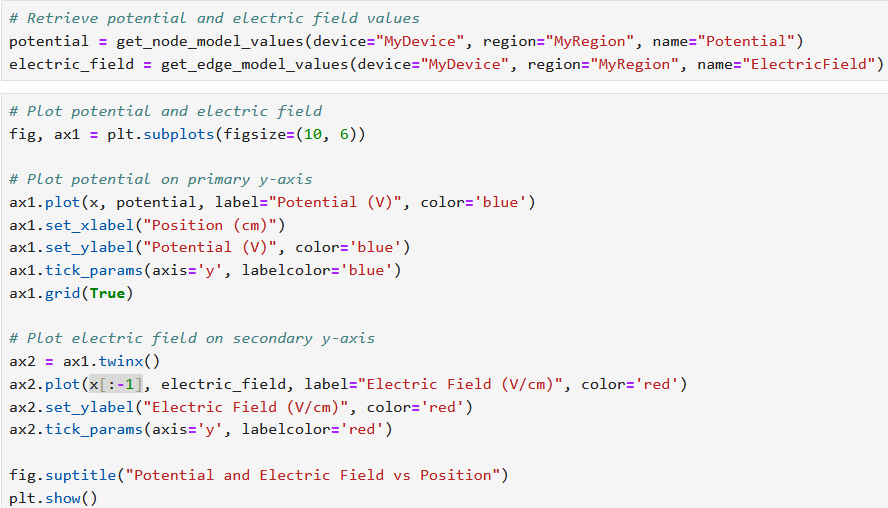 # Retrieve potential and electric field values
potential = get_node_model_values(device="MyDevice", region="MyRegion", name="Potential")
electric_field = get_edge_model_values(device="MyDevice", region="MyRegion", name="ElectricField")
# Plot potential and electric field
fig, ax1 = plt.subplots(figsize=(10, 6))
# Plot potential on primary y-axis
ax1.plot(x, potential, label="Potential (V)", color='blue')
ax1.set_xlabel("Position (cm)")
ax1.set_ylabel("Potential (V)", color='blue')
ax1.tick_params(axis='y', labelcolor='blue')
ax1.grid(True)
# Plot electric field on secondary y-axis
ax2 = ax1.twinx()
ax2.plot(x[:-1], electric_field, label="Electric Field (V/cm)", color='red')
ax2.set_ylabel("Electric Field (V/cm)", color='red')
ax2.tick_params(axis='y', labelcolor='red')
fig.suptitle("Potential and Electric Field vs Position")
plt.show()